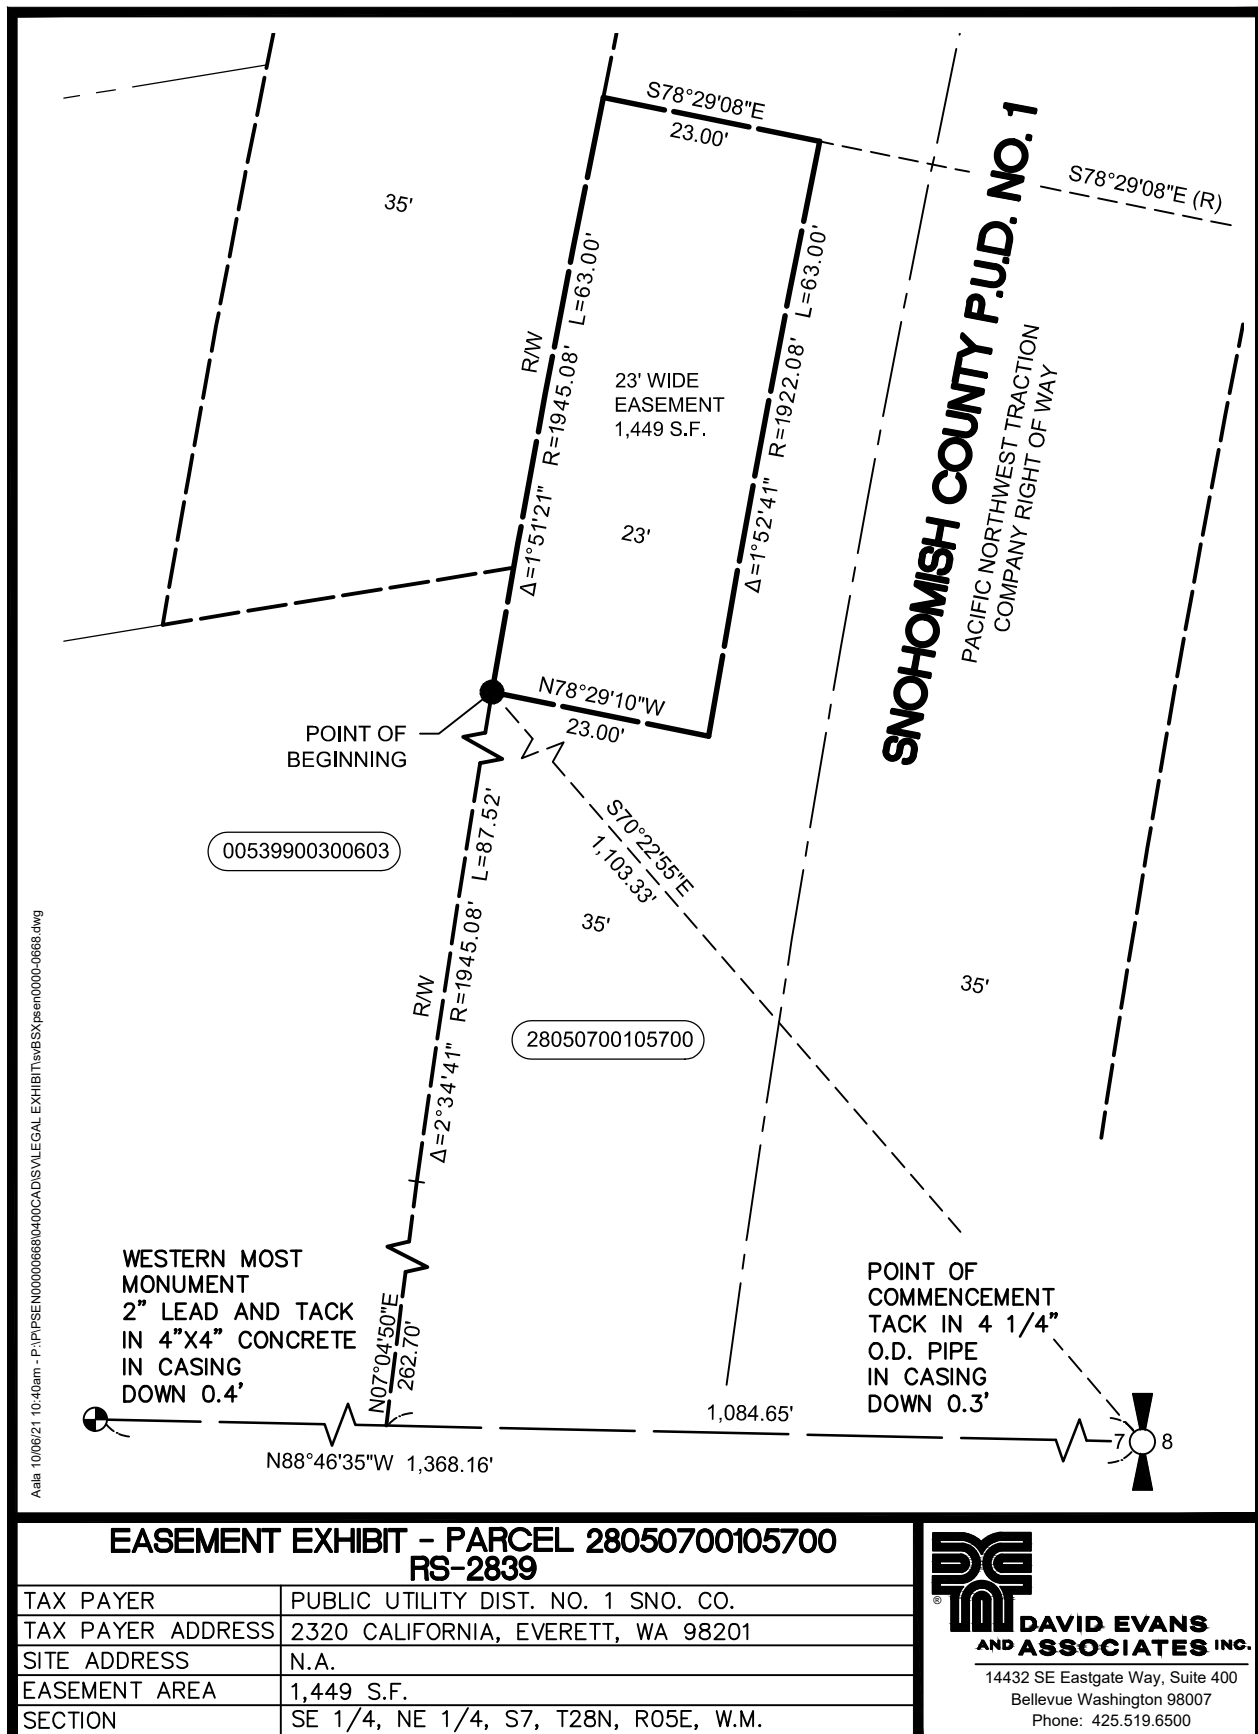 S78°29'08"E
23.00'
S78°29'08"E (R)
35'
R/W
Δ=1°51'21" R=1945.08' L=63.00'
23' WIDE
EASEMENT
1,449 S.F.
23'
Δ=1°52'41" R=1922.08' L=63.00'
SNOHOMISH COUNTY P.U.D. NO. 1
PACIFIC NORTHWEST TRACTION
COMPANY RIGHT OF WAY
N78°29'10"W
23.00'
POINT OF
BEGINNING
00539900300603
S70°22'55"E
1,103.33'
35'
35'
R/W
Δ=2°34'41" R=1945.08' L=87.52'
28050700105700
WESTERN MOST
MONUMENT
2" LEAD AND TACK
IN 4"X4" CONCRETE
IN CASING
DOWN 0.4'
N07°04'50"E
262.70'
POINT OF
COMMENCEMENT
TACK IN 4 1/4"
O.D. PIPE
IN CASING
DOWN 0.3'
1,084.65'
7 8
N88°46'35"W 1,368.16'
Aala 10/06/21 10:40am - P:\P\PSEN00000668\0400CAD\SV\LEGAL EXHIBIT\svBSXpsen0000-0668.dwg
EASEMENT EXHIBIT - PARCEL 28050700105700
RS-2839
TAX PAYER PUBLIC UTILITY DIST. NO. 1 SNO. CO.
TAX PAYER ADDRESS 2320 CALIFORNIA, EVERETT, WA 98201
SITE ADDRESS N.A.
EASEMENT AREA 1,449 S.F.
SECTION SE 1/4, NE 1/4, S7, T28N, R05E, W.M.
®
DAVID EVANS
AND ASSOCIATES INC.
14432 SE Eastgate Way, Suite 400
Bellevue Washington 98007
Phone: 425.519.6500